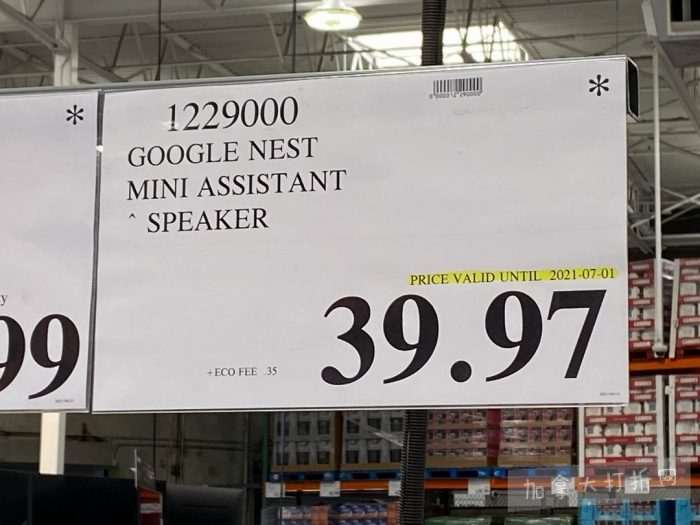 *
*
1229000
GOOGLE NEST
MINI ASSISTANT
^ SPEAKER
PRICE VALID UNTIL 2021-07-01
39.97
+ECO FEE .35
y
99
加拿大打折